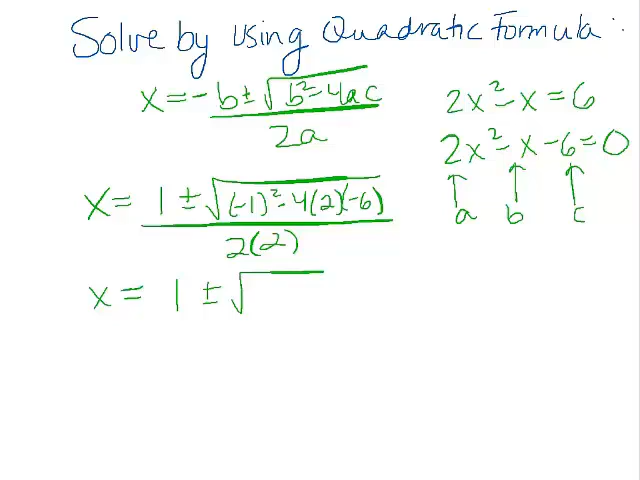 Solve by using Quadratic Formula
x = -b ± √b² - 4ac / 2a
2x² - x = 6
2x² - x - 6 = 0
a b c
x = 1 ± √(-1)² - 4(2)(-6) / 2(2)
x = 1 ± √